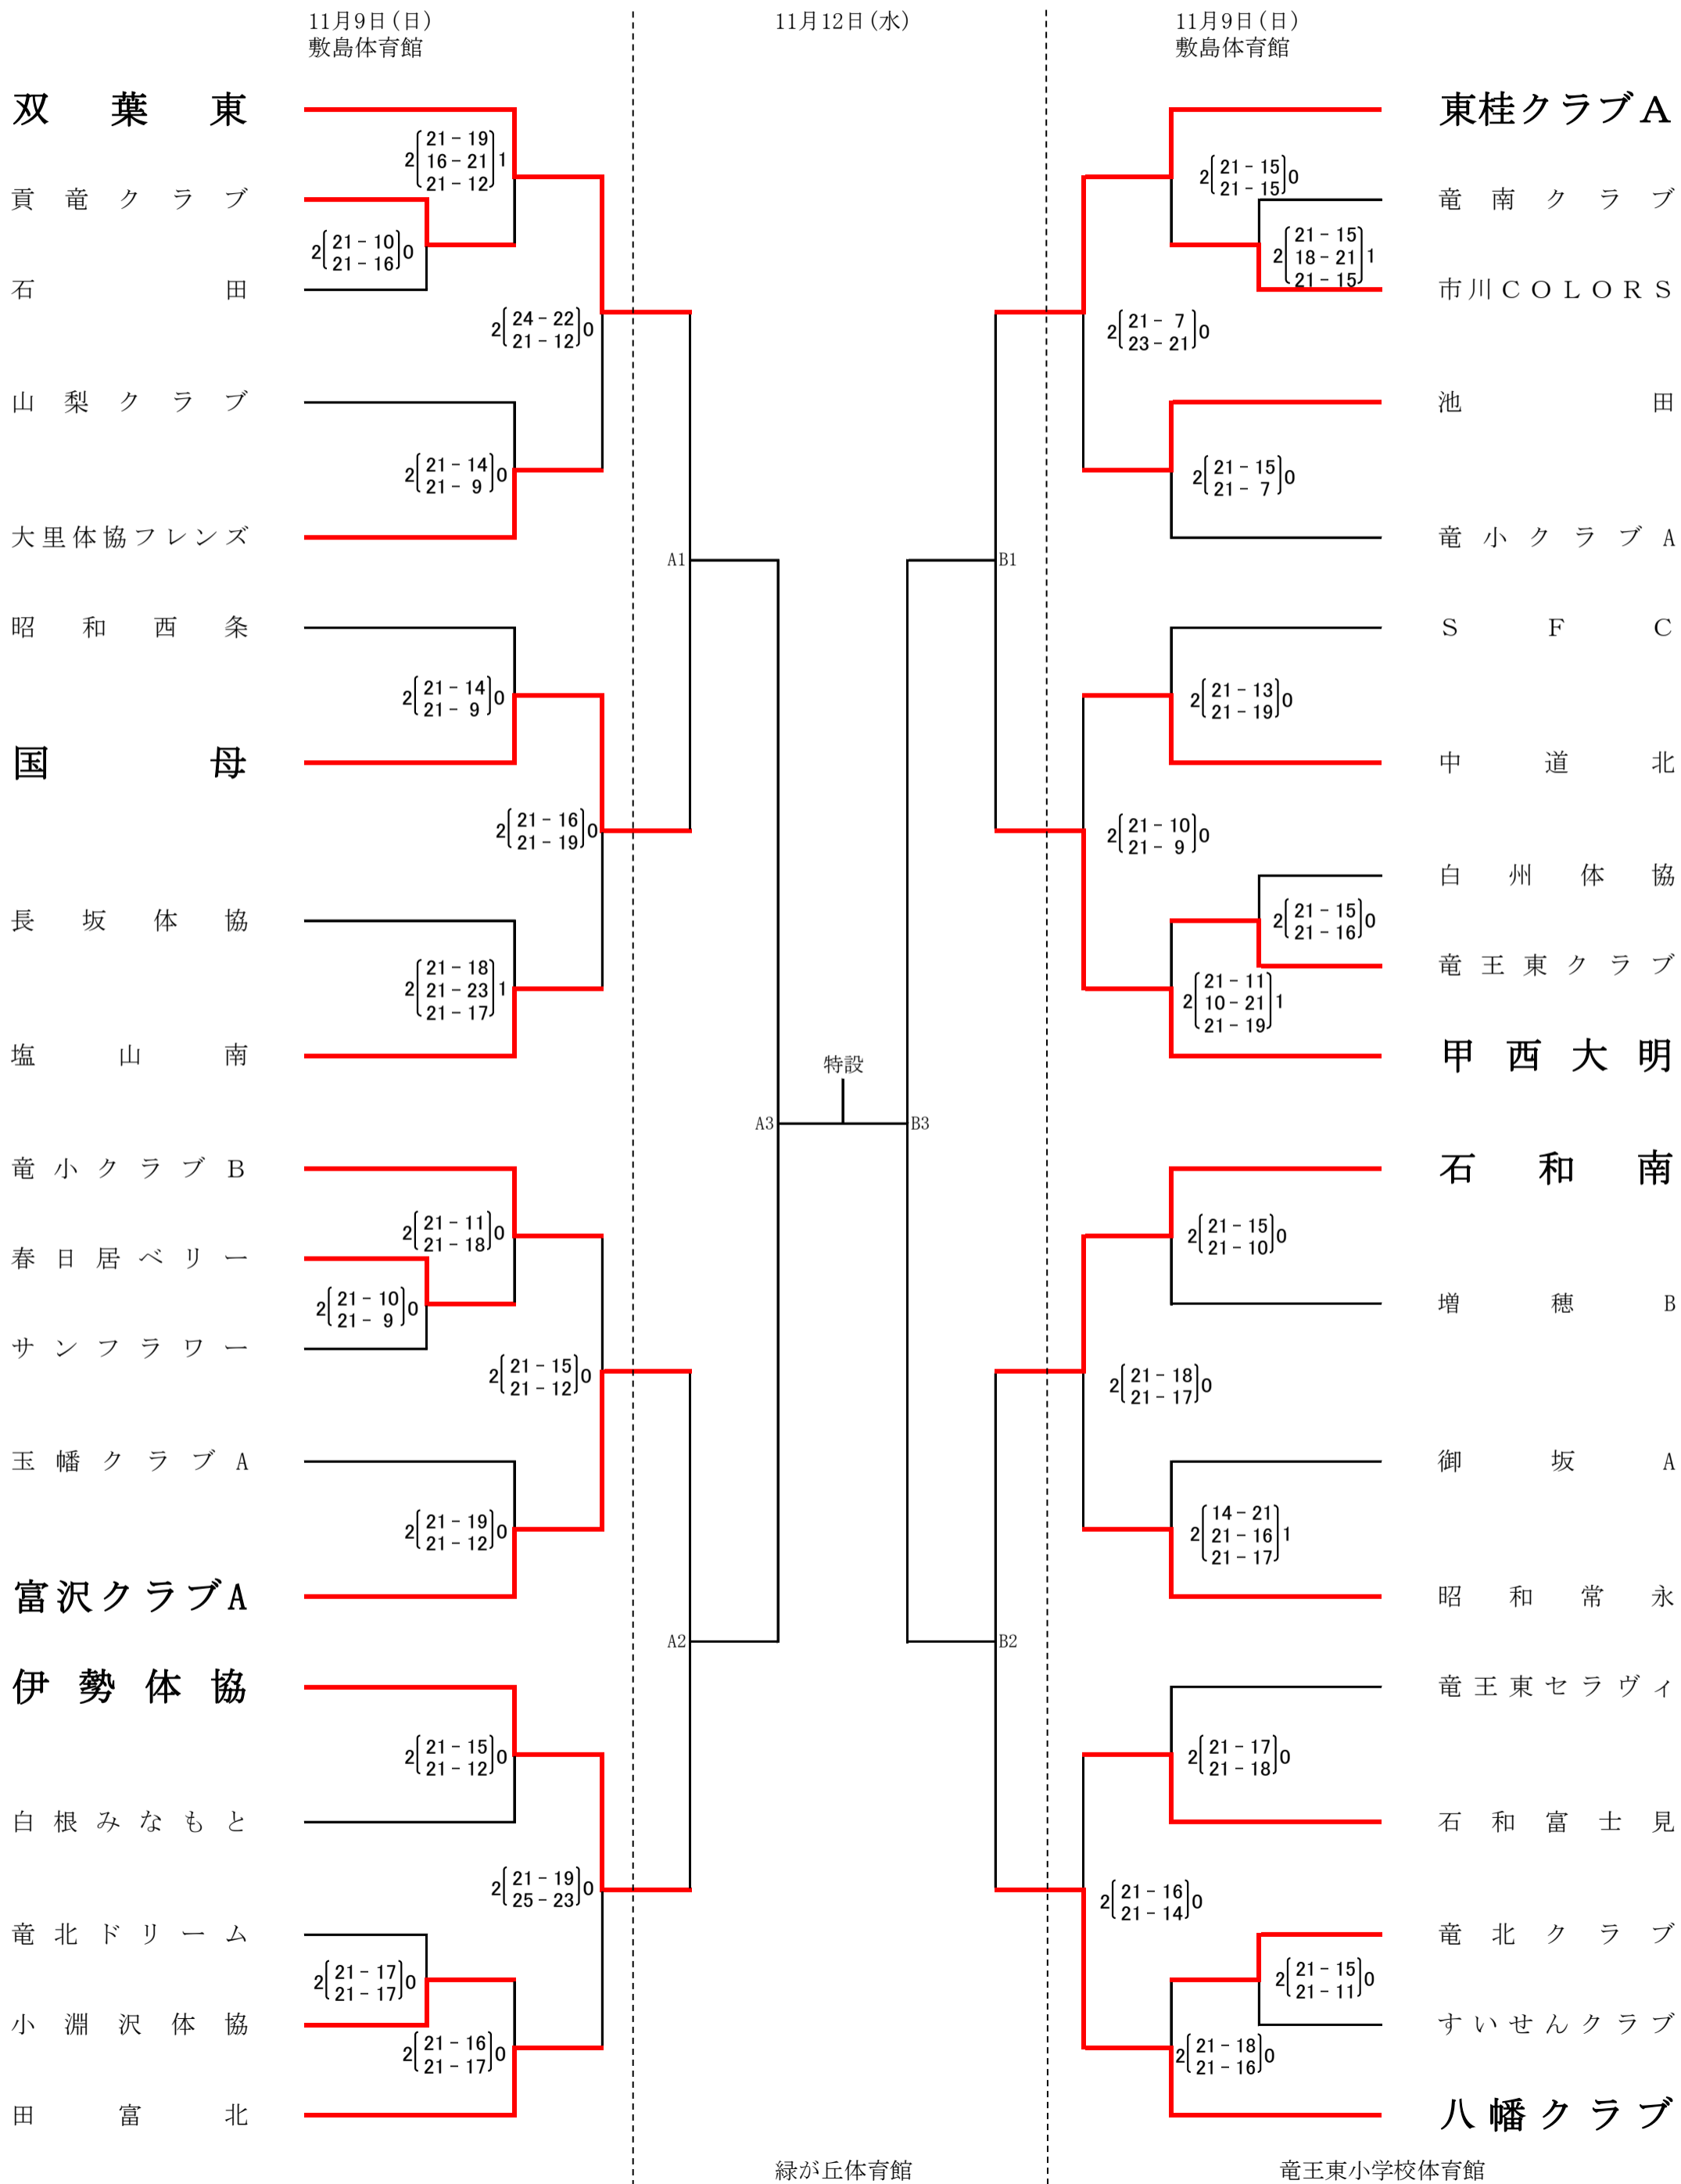 11月9日(日)
敷島体育館
11月12日(水)
11月9日(日)
敷島体育館
双葉東
2 21-19 1
16-21
21-12
貢竜クラブ
2 21-10 0
21-16
石田
2 24-22 0
21-12
山梨クラブ
2 21-14 0
21-9
大里体協フレンズ
A1
昭和西条
2 21-14 0
21-9
国母
2 21-16 0
21-19
長坂体協
2 21-18 1
21-23
21-17
塩山南
特設
A3
B3
竜小クラブB
2 21-11 0
21-18
春日居ベリー
2 21-10 0
21-9
サンフラワー
2 21-15 0
21-12
玉幡クラブA
2 21-19 0
21-12
富沢クラブA
A2
伊勢体協
2 21-15 0
21-12
白根みなもと
2 21-19 0
25-23
竜北ドリーム
2 21-17 0
21-17
小淵沢体協
2 21-16 0
21-17
田富北
東桂クラブA
2 21-15 0
21-15
竜南クラブ
2 21-15 1
18-21
21-15
市川COLORS
2 21-7 0
23-21
池田
2 21-15 0
21-7
竜小クラブA
B1
SFC
2 21-13 0
21-19
中道北
2 21-10 0
21-9
白州体協
2 21-15 0
21-16
竜王東クラブ
2 21-11 1
10-21
21-19
甲西大明
石和南
2 21-15 0
21-10
増穂B
2 21-18 0
21-17
御坂A
2 14-21 1
21-16
21-17
昭和常永
B2
竜王東セラヴィ
2 21-17 0
21-18
石和富士見
2 21-16 0
21-14
竜北クラブ
2 21-15 0
21-11
すいせんクラブ
2 21-18 0
21-16
八幡クラブ
緑が丘体育館
竜王東小学校体育館